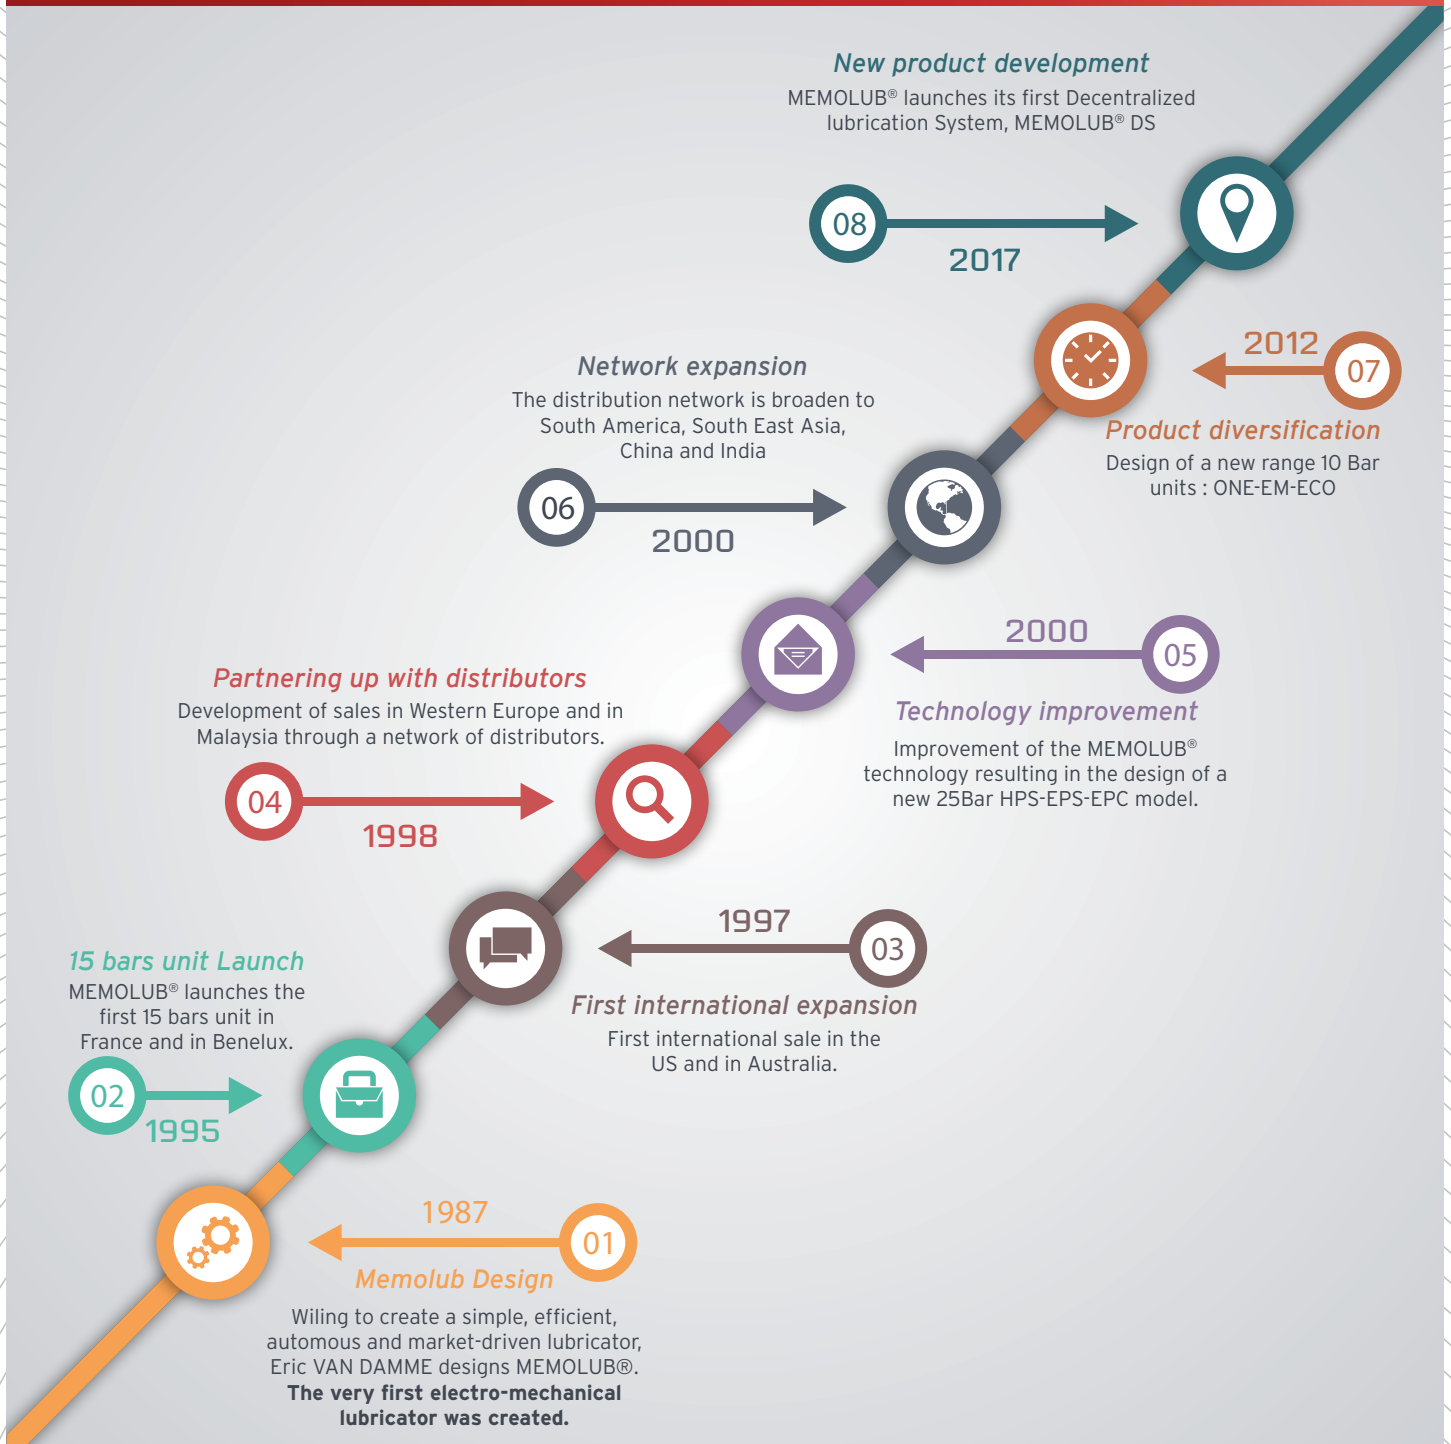 New product development
MEMOLUB® launches its first Decentralized
lubrication System, MEMOLUB® DS
08
2017
2012
07
Product diversification
Design of a new range 10 Bar
units : ONE-EM-ECO
Network expansion
The distribution network is broaden to
South America, South East Asia,
China and India
06
2000
2000
05
Technology improvement
Improvement of the MEMOLUB®
technology resulting in the design of a
new 25Bar HPS-EPS-EPC model.
Partnering up with distributors
Development of sales in Western Europe and in
Malaysia through a network of distributors.
04
1998
1997
03
First international expansion
First international sale in the
US and in Australia.
15 bars unit Launch
MEMOLUB® launches the
first 15 bars unit in
France and in Benelux.
02
1995
1987
01
Memolub Design
Wiling to create a simple, efficient,
automous and market-driven lubricator,
Eric VAN DAMME designs MEMOLUB®.
The very first electro-mechanical
lubricator was created.